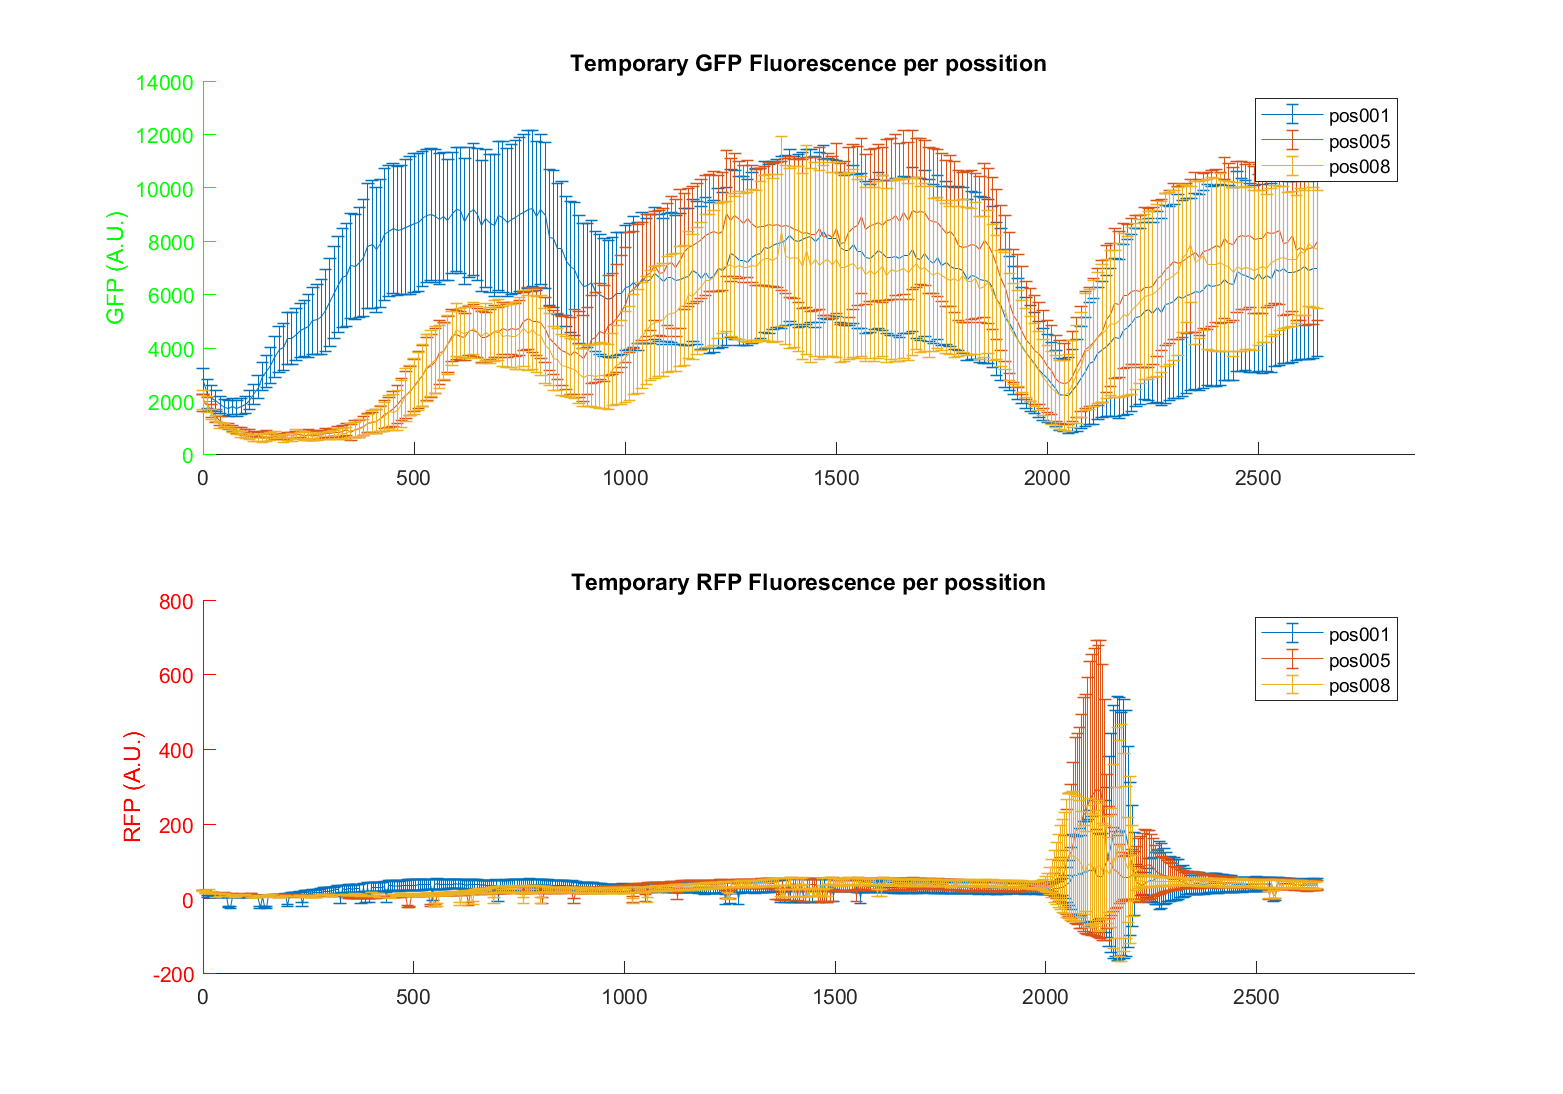 Temporary GFP Fluorescence per possition
14000
12000
10000
8000
6000
4000
2000
0
GFP (A.U.)
pos001
pos005
pos008
0 500 1000 1500 2000 2500
Temporary RFP Fluorescence per possition
800
600
400
200
0
-200
RFP (A.U.)
pos001
pos005
pos008
0 500 1000 1500 2000 2500